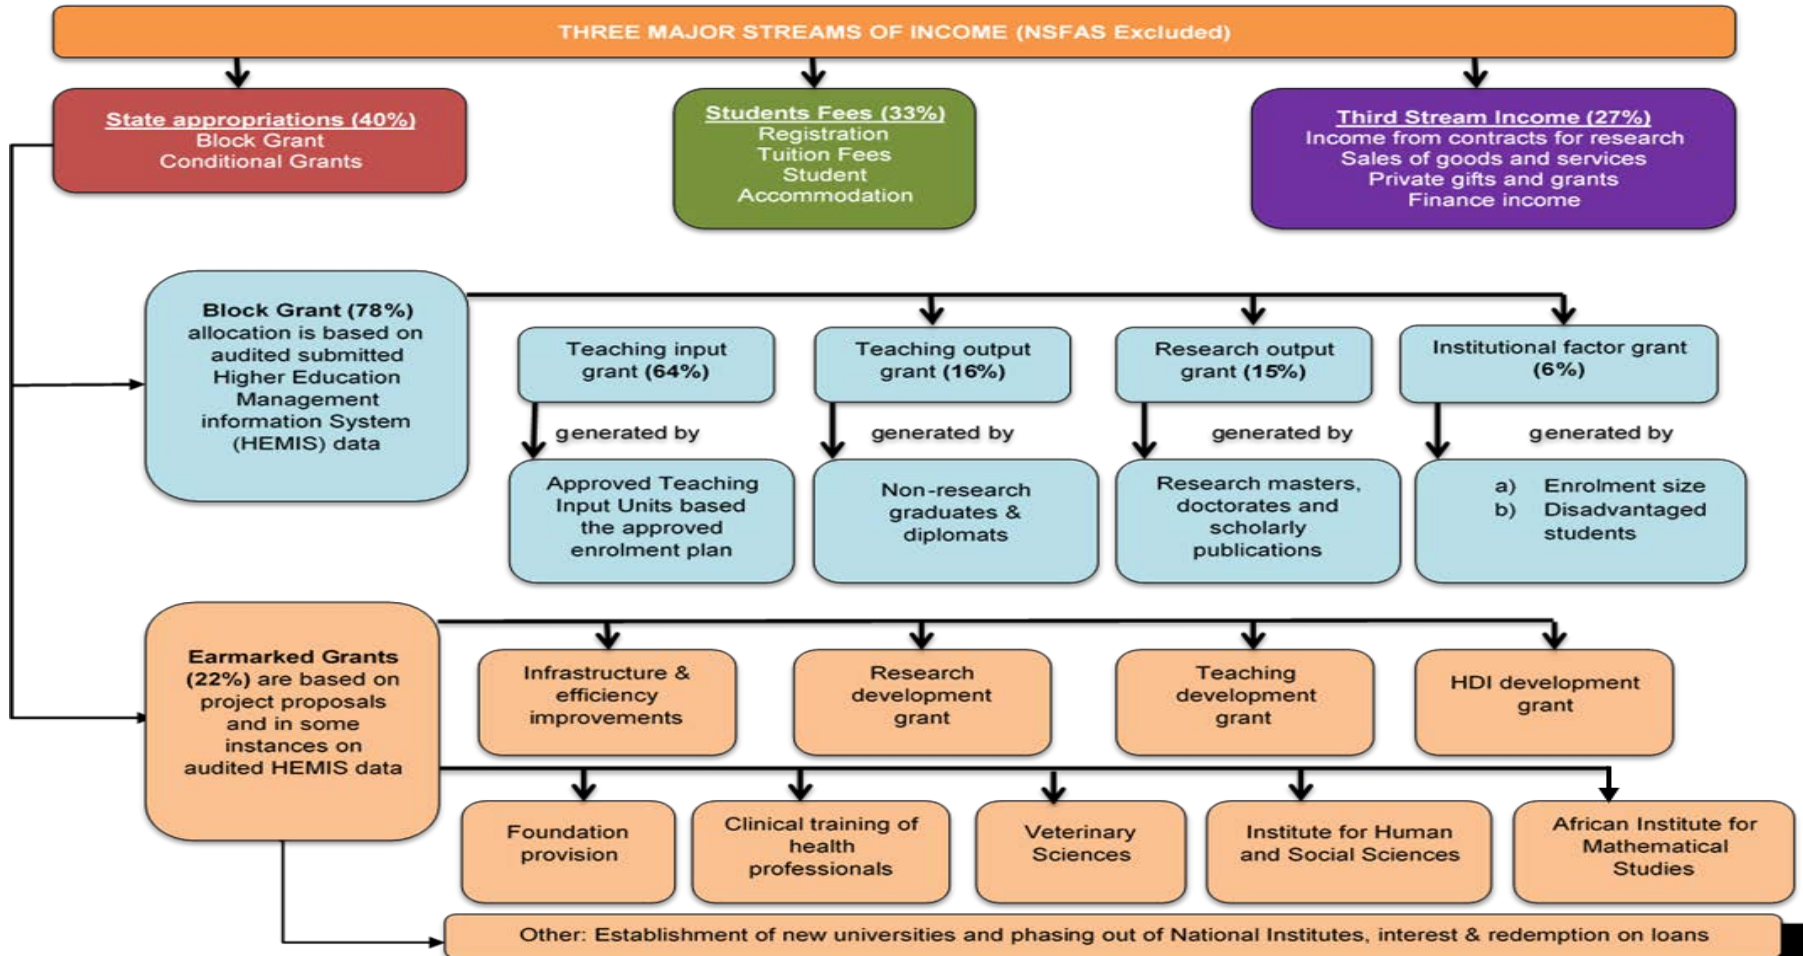 THREE MAJOR STREAMS OF INCOME (NSFAS Excluded)
State appropriations (40%)
Block Grant
Conditional Grants
Students Fees (33%)
Registration
Tuition Fees
Student
Accommodation
Third Stream Income (27%)
Income from contracts for research
Sales of goods and services
Private gifts and grants
Finance income
Block Grant (78%)
allocation is based on
audited submitted
Higher Education
Management
information System
(HEMIS) data
Teaching input
grant (64%)
Teaching output
grant (16%)
Research output
grant (15%)
Institutional factor grant
(6%)
generated by
generated by
generated by
generated by
Approved Teaching
Input Units based
the approved
enrolment plan
Non-research
graduates &
diplomats
Research masters,
doctorates and
scholarly
publications
a) Enrolment size
b) Disadvantaged
students
Earmarked Grants
(22%) are based on
project proposals
and in some
instances on
audited HEMIS data
Infrastructure &
efficiency
improvements
Research
development
grant
Teaching
development
grant
HDI development
grant
Foundation
provision
Clinical training of
health
professionals
Veterinary
Sciences
Institute for Human
and Social Sciences
African Institute for
Mathematical
Studies
Other: Establishment of new universities and phasing out of National Institutes, interest & redemption on loans